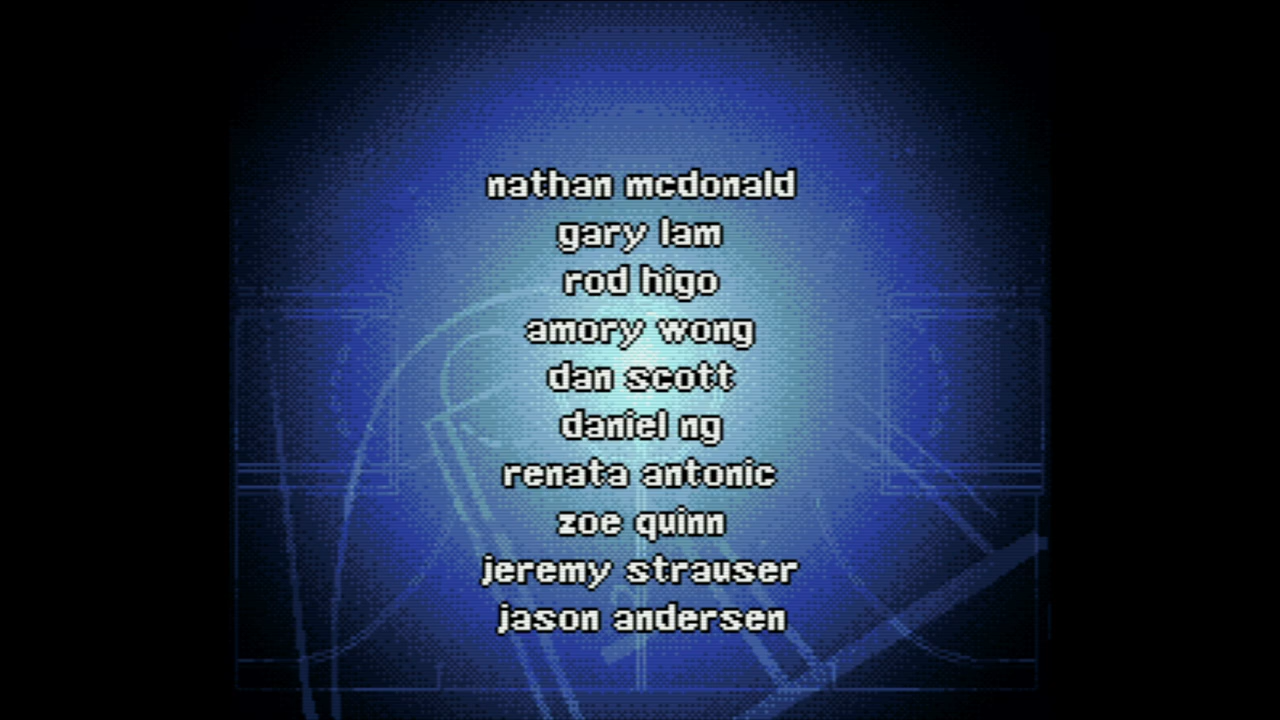 nathan mcdonald
gary lam
rod higo
amory wong
dan scott
daniel ng
renata antonic
zoe quinn
jeremy strauser
jason andersen